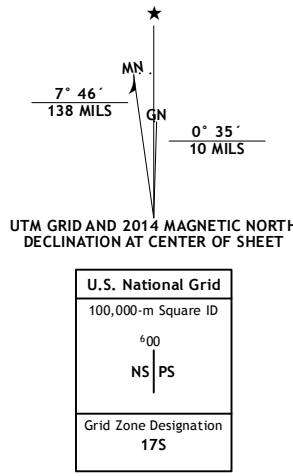 ★
MN
7° 46´
138 MILS
GN
0° 35´
10 MILS
UTM GRID AND 2014 MAGNETIC NORTH
DECLINATION AT CENTER OF SHEET
U.S. National Grid
100,000-m Square ID
⁶00
NS PS
Grid Zone Designation
17S